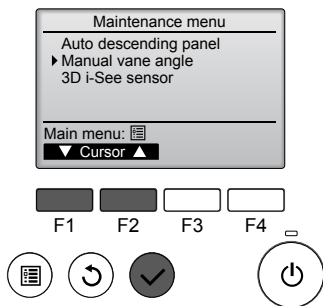 Maintenance menu
Auto descending panel
Manual vane angle
3D i-See sensor
Main menu:
▼ Cursor ▲
F1 F2 F3 F4